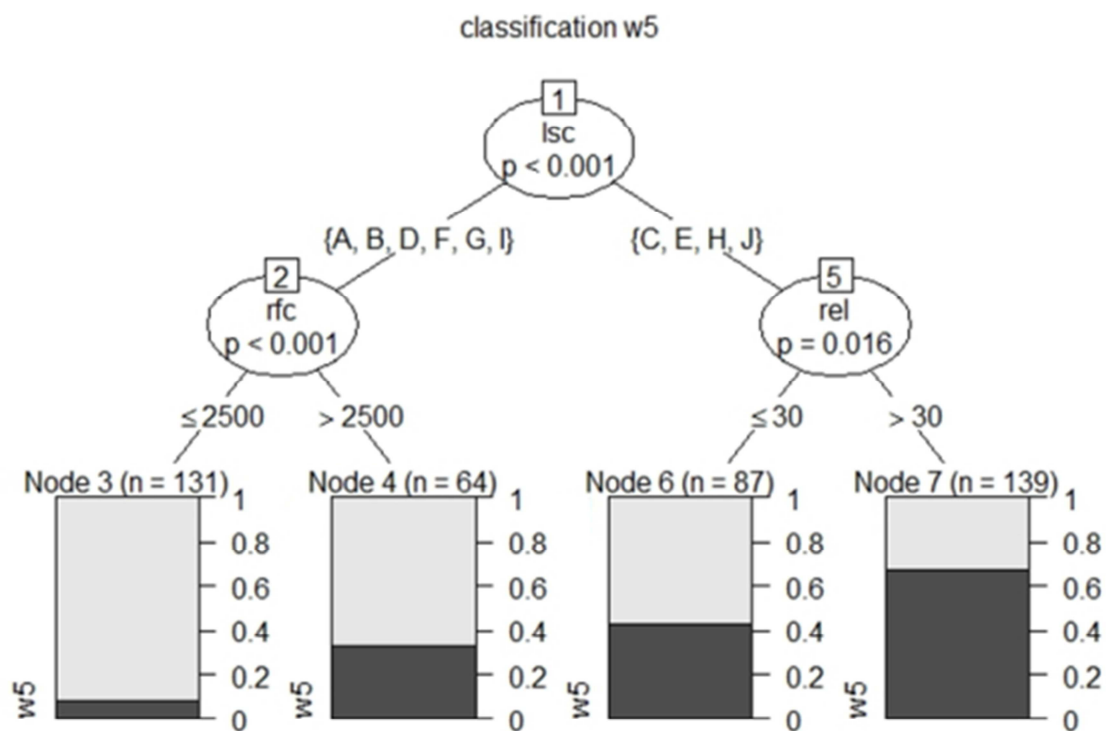 classification w5
1
lsc
p < 0.001
{A, B, D, F, G, I}
{C, E, H, J}
2
rfc
p < 0.001
5
rel
p = 0.016
≤ 2500
> 2500
≤ 30
> 30
Node 3 (n = 131)
1
0.8
0.6
0.4
0.2
0
w5
Node 4 (n = 64)
1
0.8
0.6
0.4
0.2
0
w5
Node 6 (n = 87)
1
0.8
0.6
0.4
0.2
0
w5
Node 7 (n = 139)
1
0.8
0.6
0.4
0.2
0
w5